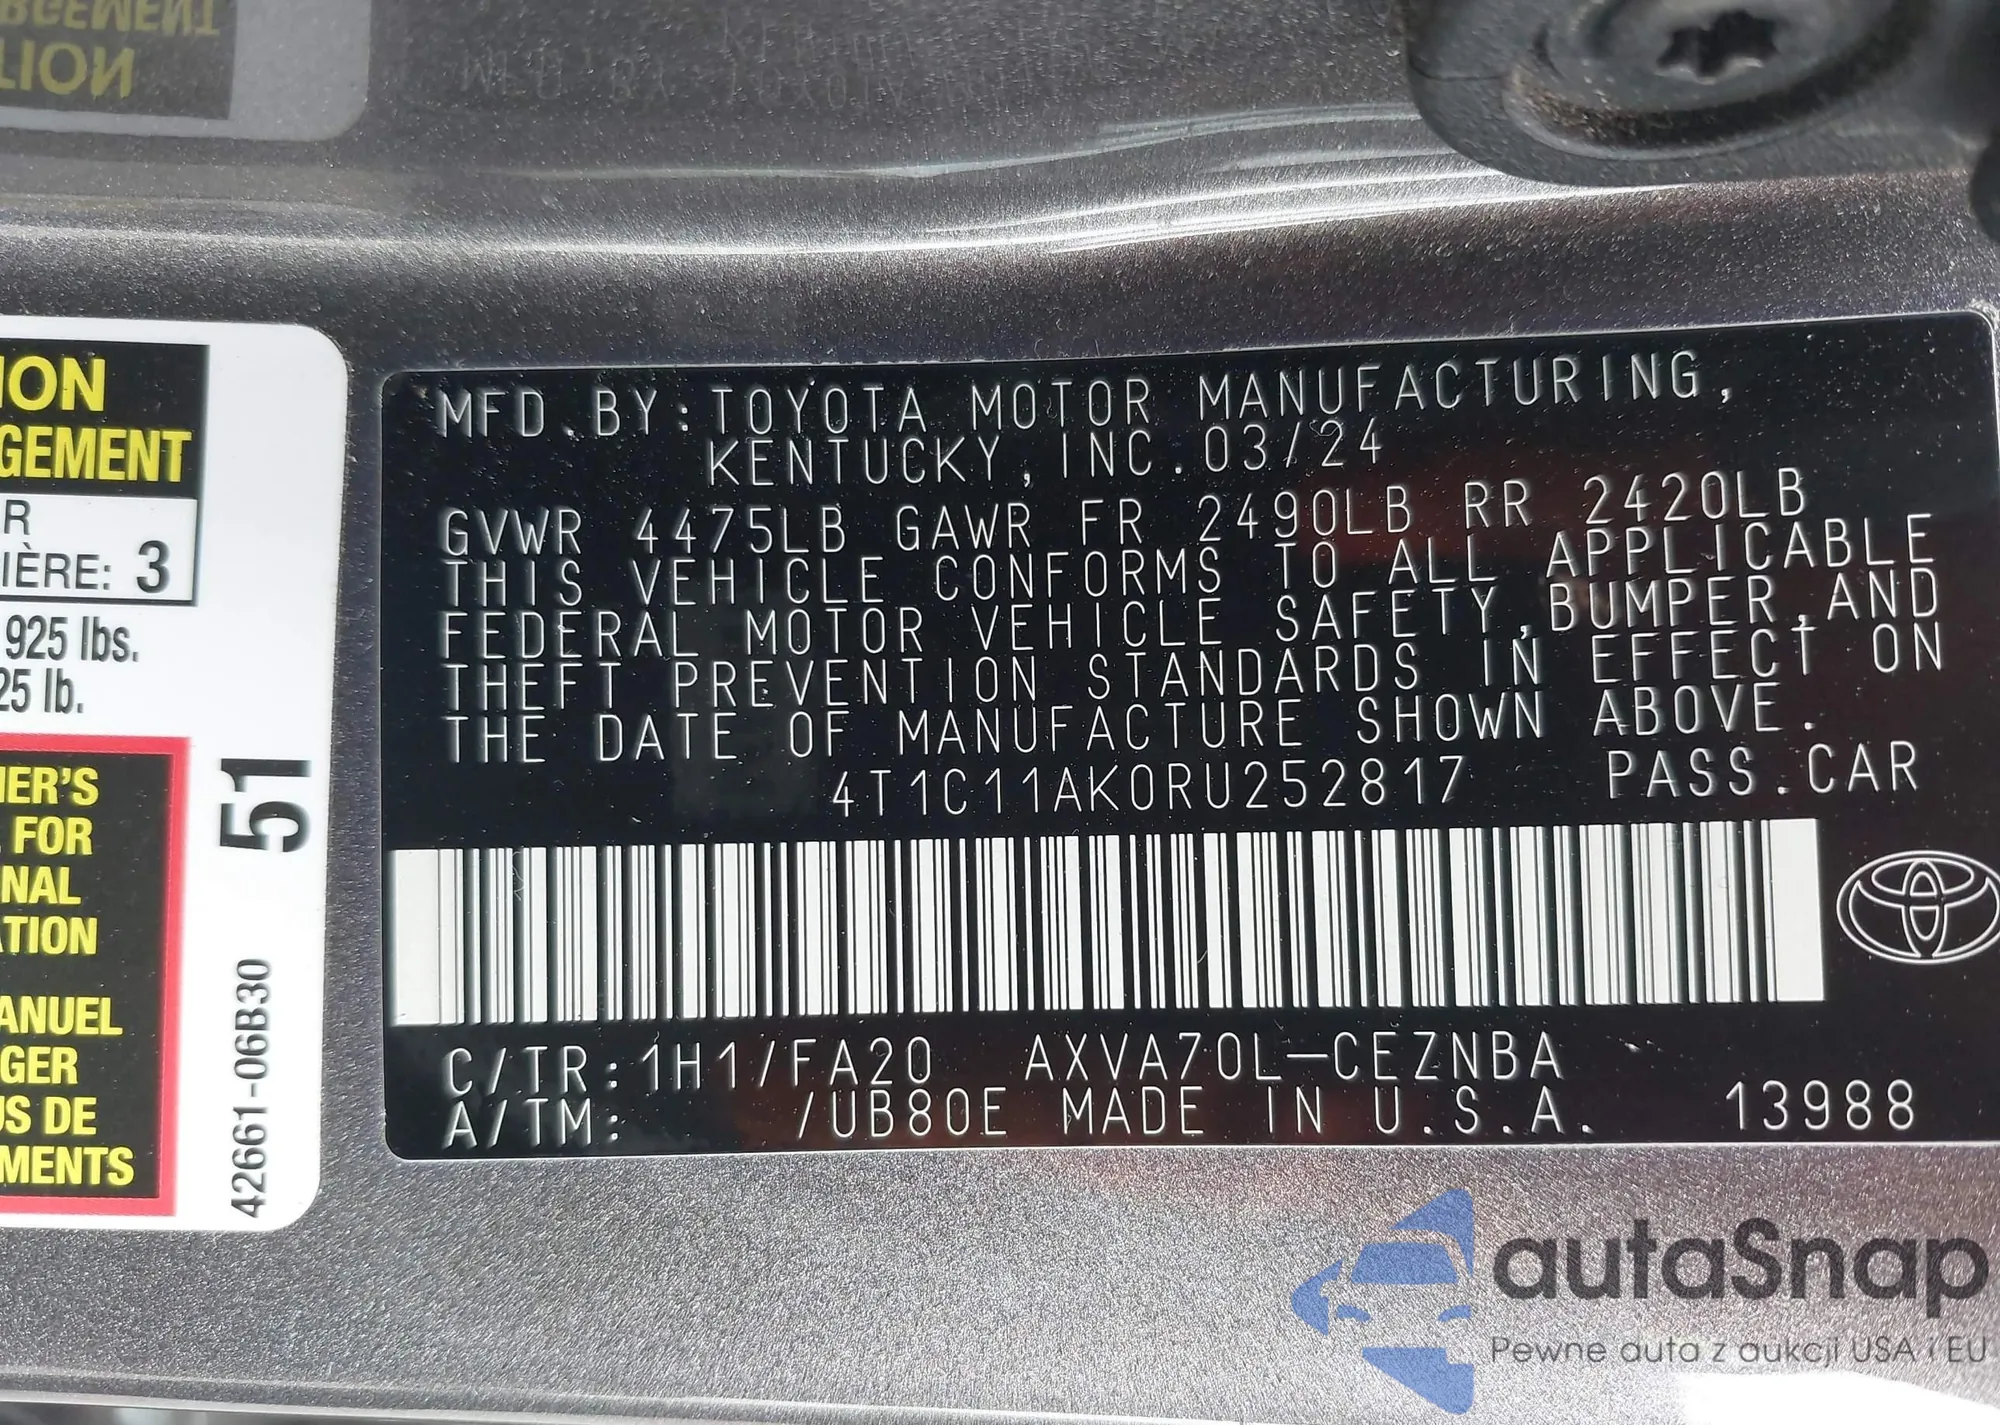 ION
GEMENT
R
IÈRE: 3
925 lbs.
25 lb.
ER'S
FOR
NAL
ATION
ANUEL
GER
US DE
MENTS
51
42661-06B30
MFD.BY:TOYOTA MOTOR MANUFACTURING,
KENTUCKY,INC.03/24
GVWR 4475LB GAWR FR 2490LB RR 2420LB
THIS VEHICLE CONFORMS TO ALL APPLICABLE
FEDERAL MOTOR VEHICLE SAFETY,BUMPER,AND
THEFT PREVENTION STANDARDS IN EFFECT ON
THE DATE OF MANUFACTURE SHOWN ABOVE.
4T1C11AK0RU252817 PASS.CAR
C/TR:1H1/FA20 AXVA70L-CEZNBA
A/TM: /UB80E MADE IN U.S.A. 13988
autaSnap
Pewne auta z aukcji USA i EU